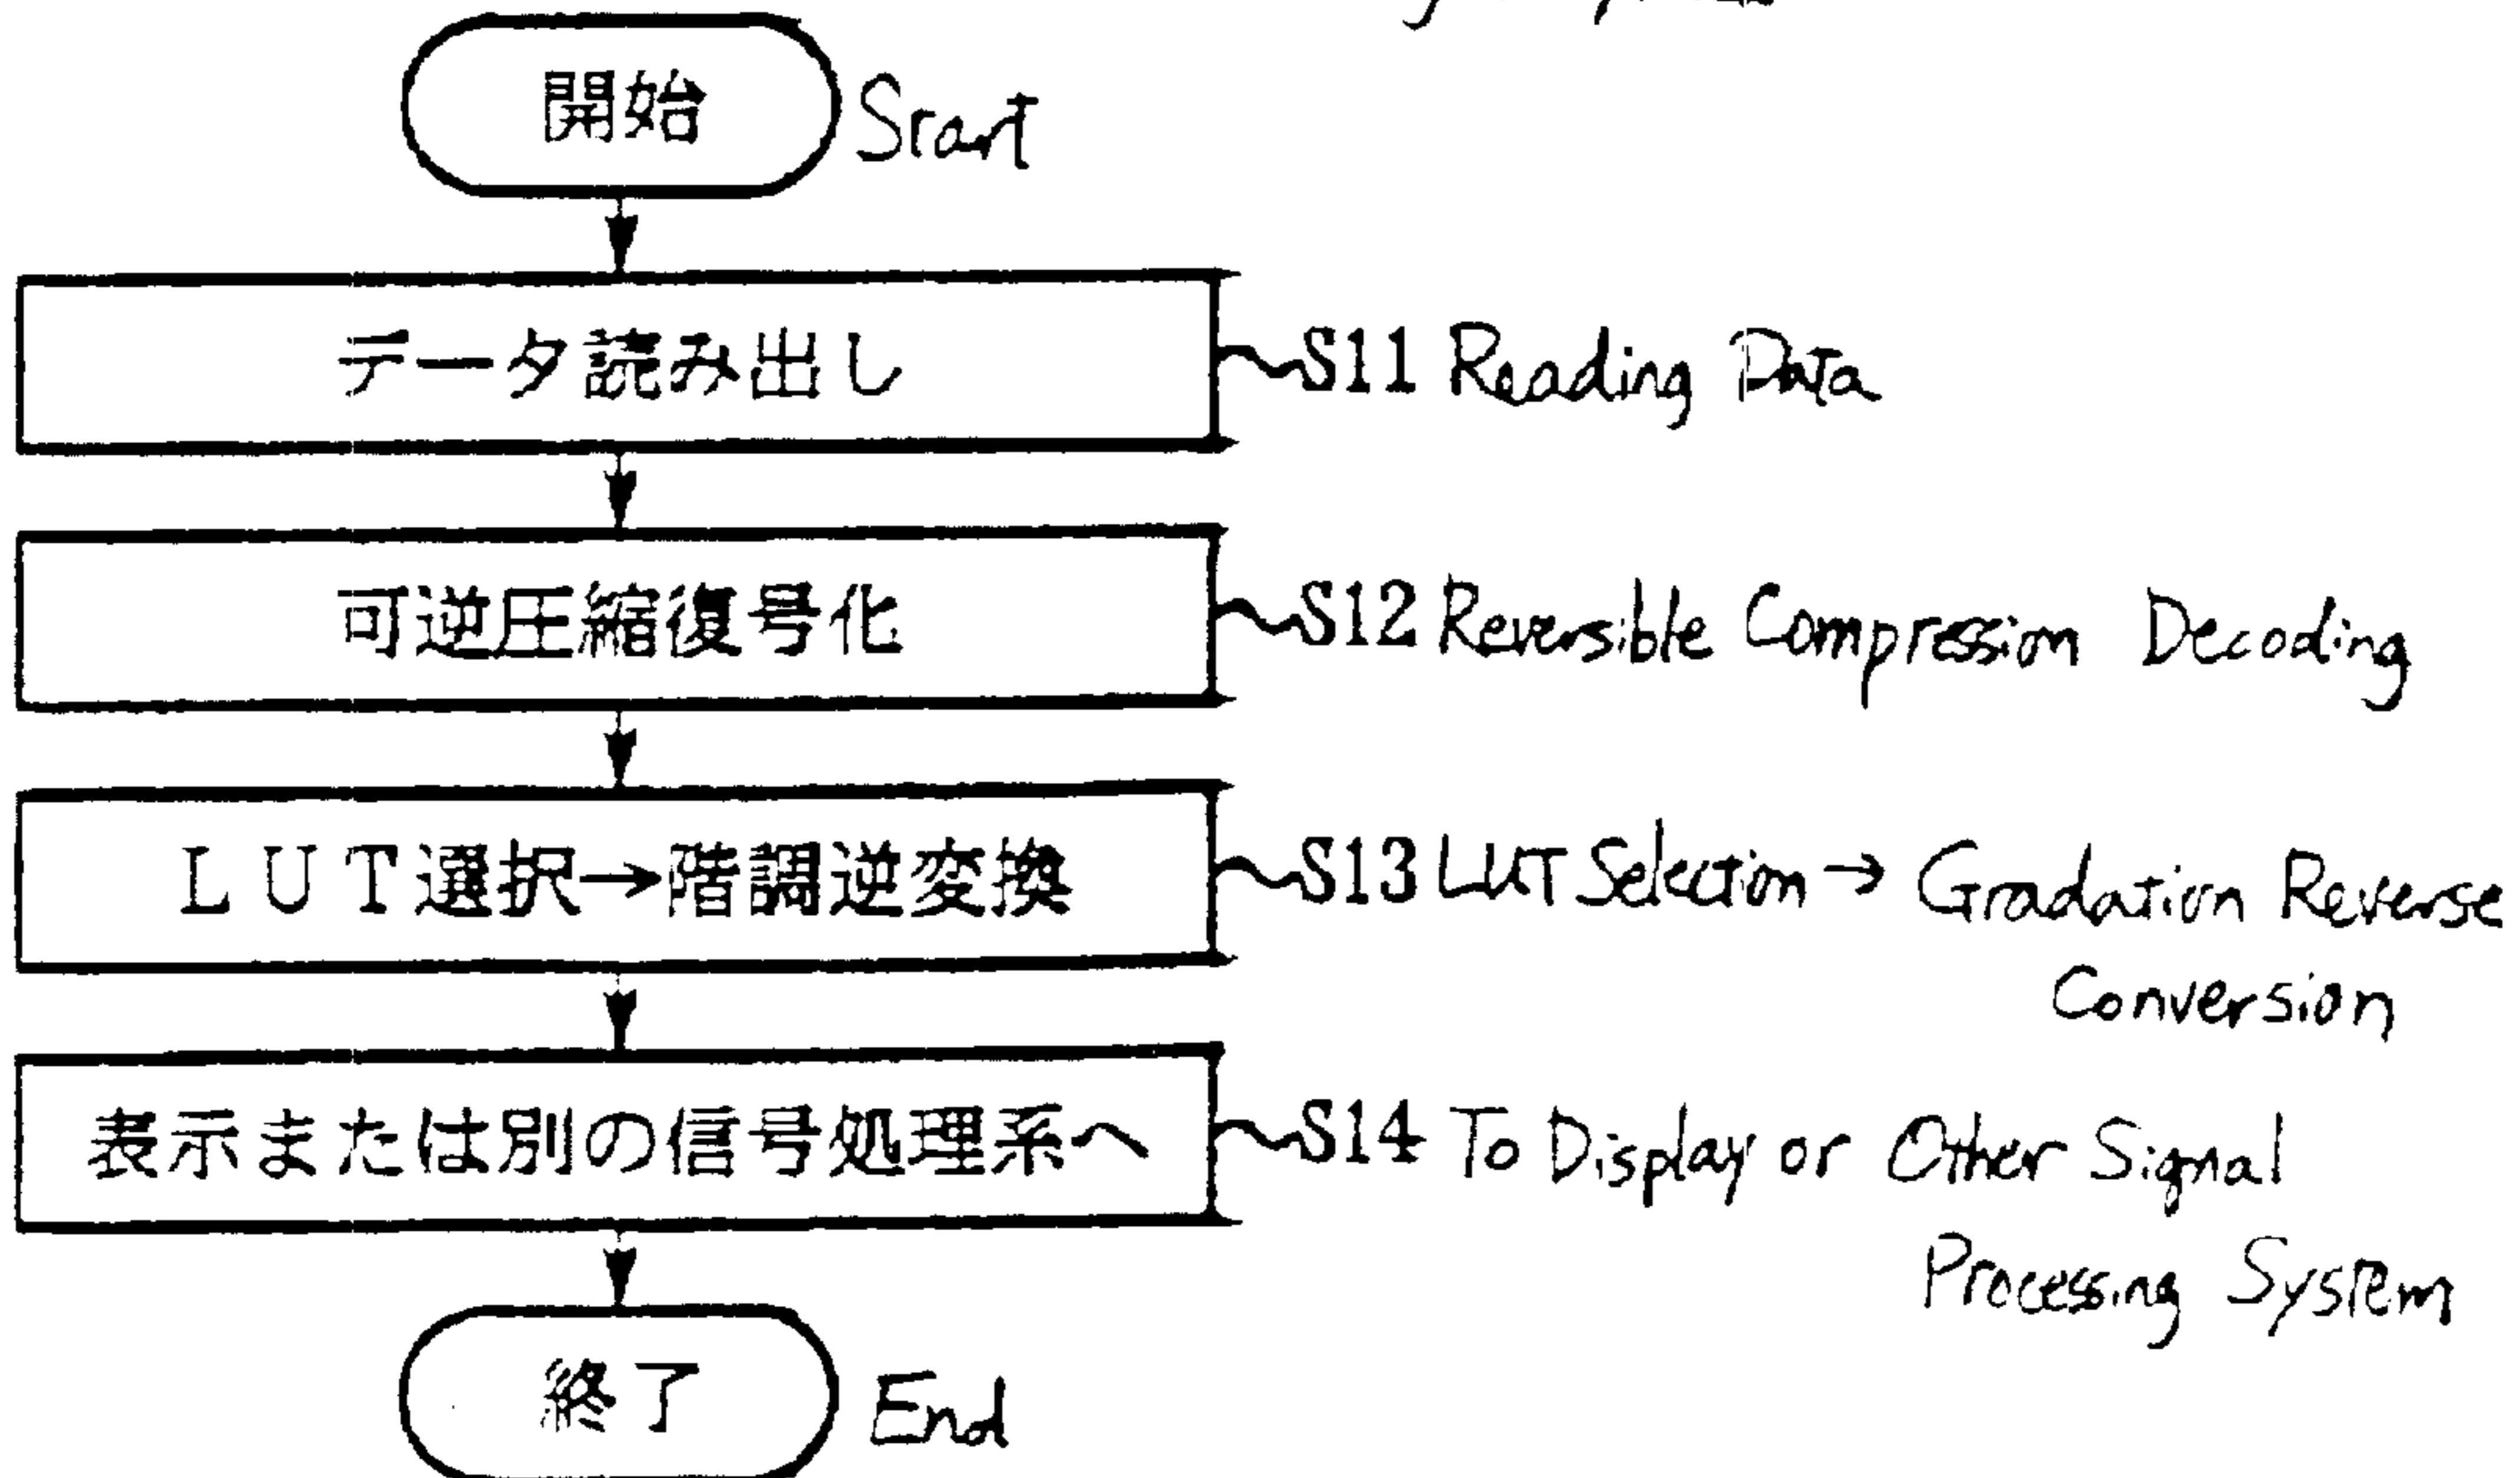 開始 Start
データ読み出し S11 Reading Data
可逆圧縮復号化 S12 Reversible Compression Decoding
LUT選択→階調逆変換 S13 LUT Selection → Gradation Reverse
Conversion
表示または別の信号処理系へ S14 To Display or Other Signal
Processing System
終了 End